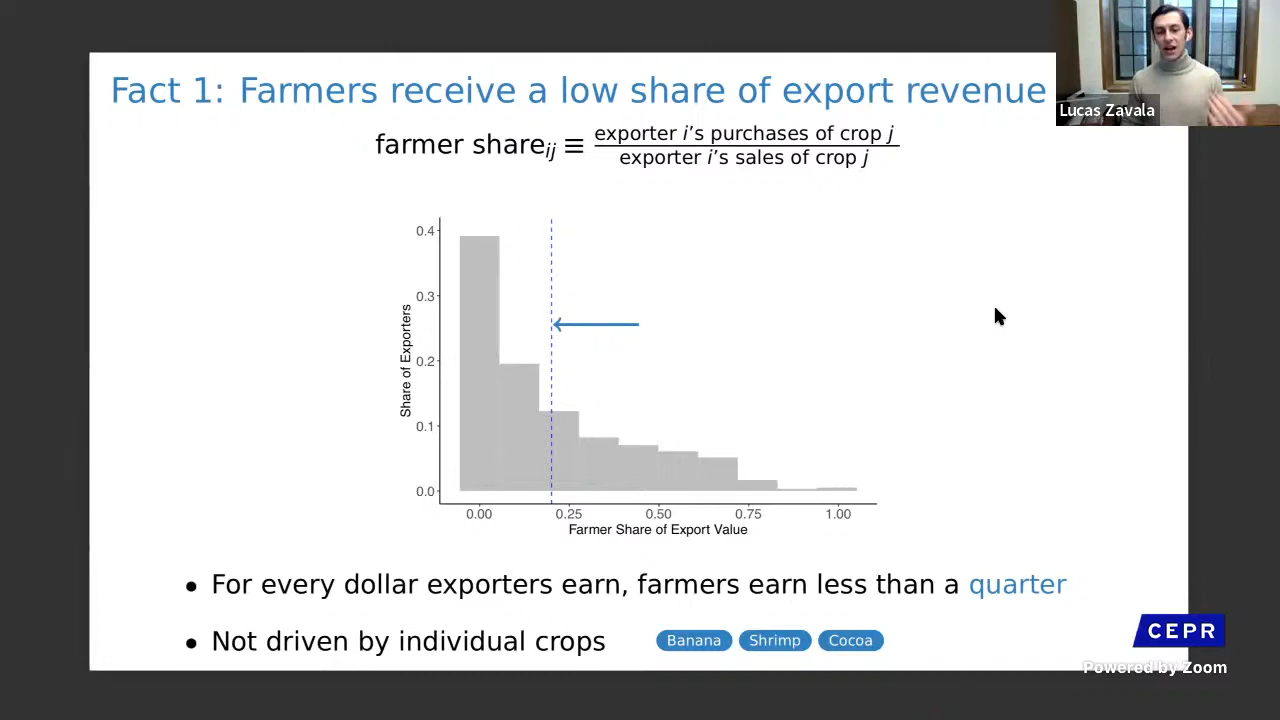 Fact 1: Farmers receive a low share of export revenue
Lucas Zavala
farmer share_ij ≡ exporter i's purchases of crop j
exporter i's sales of crop j
0.4
0.3
0.2
0.1
0.0
Share of Exporters
0.00 0.25 0.50 0.75 1.00
Farmer Share of Export Value
• For every dollar exporters earn, farmers earn less than a quarter
• Not driven by individual crops Banana Shrimp Cocoa
CEPR
Powered by Zoom